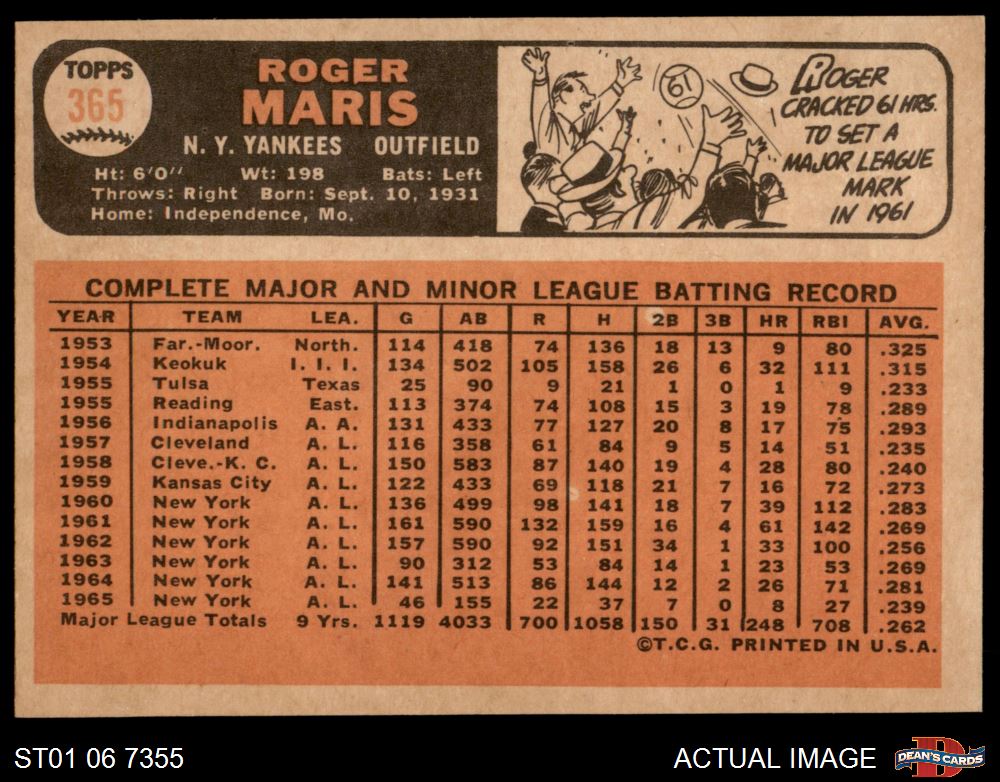 TOPPS
365
ROGER
MARIS
N. Y. YANKEES OUTFIELD
Ht: 6'0" Wt: 198 Bats: Left
Throws: Right Born: Sept. 10, 1931
Home: Independence, Mo.
61
ROGER
CRACKED 61 HRS.
TO SET A
MAJOR LEAGUE
MARK
IN 1961
COMPLETE MAJOR AND MINOR LEAGUE BATTING RECORD
YEAR TEAM LEA. G AB R H 2B 3B HR RBI AVG.
1953 Far.-Moor. North. 114 418 74 136 18 13 9 80 .325
1954 Keokuk I. I. I. 134 502 105 158 26 6 32 111 .315
1955 Tulsa Texas 25 90 9 21 1 0 1 9 .233
1955 Reading East. 113 374 74 108 15 3 19 78 .289
1956 Indianapolis A. A. 131 433 77 127 20 8 17 75 .293
1957 Cleveland A. L. 116 358 61 84 9 5 14 51 .235
1958 Cleve.-K. C. A. L. 150 583 87 140 19 4 28 80 .240
1959 Kansas City A. L. 122 433 69 118 21 7 16 72 .273
1960 New York A. L. 136 499 98 141 18 7 39 112 .283
1961 New York A. L. 161 590 132 159 16 4 61 142 .269
1962 New York A. L. 157 590 92 151 34 1 33 100 .256
1963 New York A. L. 90 312 53 84 14 1 23 53 .269
1964 New York A. L. 141 513 86 144 12 2 26 71 .281
1965 New York A. L. 46 155 22 37 7 0 8 27 .239
Major League Totals 9 Yrs. 1119 4033 700 1058 150 31 248 708 .262
©T.C.G. PRINTED IN U.S.A.
ST01 06 7355
ACTUAL IMAGE
D
DEAN'S CARDS